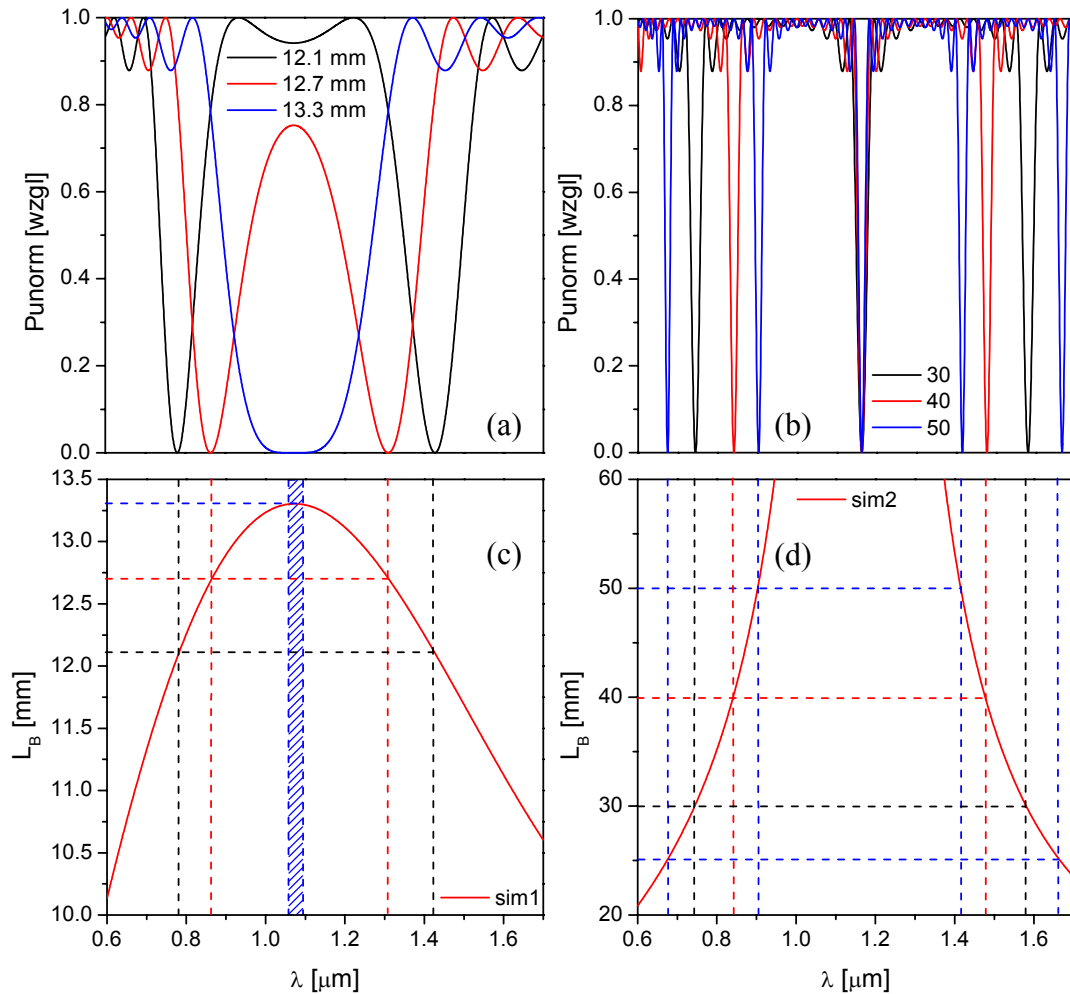 1.0
0.8
0.6
0.4
0.2
0.0
Punorm [wzgl]
12.1 mm
12.7 mm
13.3 mm
(a)
1.0
0.8
0.6
0.4
0.2
0.0
Punorm [wzgl]
30
40
50
(b)
13.5
13.0
12.5
12.0
11.5
11.0
10.5
10.0
L_B [mm]
(c)
sim1
0.6 0.8 1.0 1.2 1.4 1.6
λ [μm]
60
50
40
30
20
L_B [mm]
sim2
(d)
0.6 0.8 1.0 1.2 1.4 1.6
λ [μm]